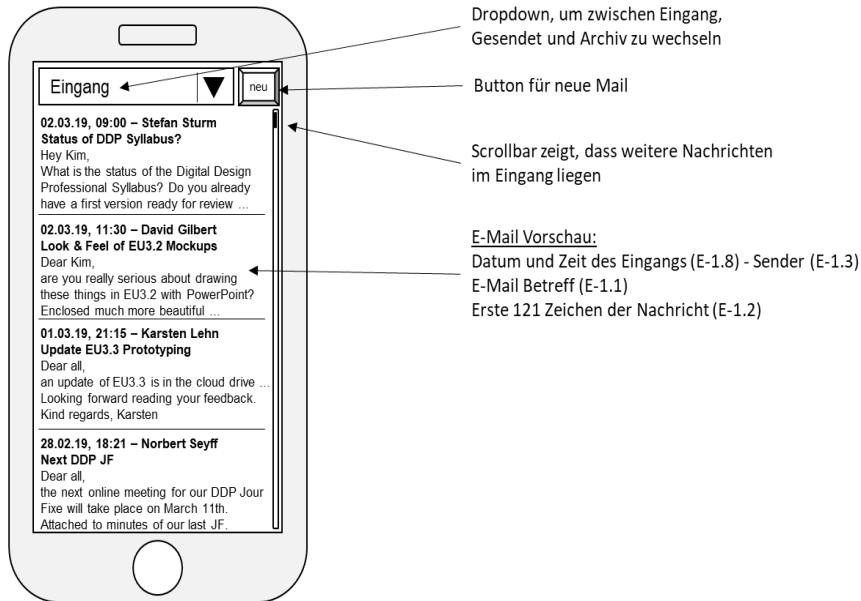 Eingang
neu
02.03.19, 09:00 – Stefan Sturm
Status of DDP Syllabus?
Hey Kim,
What is the status of the Digital Design
Professional Syllabus? Do you already
have a first version ready for review ...
02.03.19, 11:30 – David Gilbert
Look & Feel of EU3.2 Mockups
Dear Kim,
are you really serious about drawing
these things in EU3.2 with PowerPoint?
Enclosed much more beautiful ...
01.03.19, 21:15 – Karsten Lehn
Update EU3.3 Prototyping
Dear all,
an update of EU3.3 is in the cloud drive ...
Looking forward reading your feedback.
Kind regards, Karsten
28.02.19, 18:21 – Norbert Seyff
Next DDP JF
Dear all,
the next online meeting for our DDP Jour
Fixe will take place on March 11th.
Attached to minutes of our last JF.
Dropdown, um zwischen Eingang,
Gesendet und Archiv zu wechseln
Button für neue Mail
Scrollbar zeigt, dass weitere Nachrichten
im Eingang liegen
E-Mail Vorschau:
Datum und Zeit des Eingangs (E-1.8) - Sender (E-1.3)
E-Mail Betreff (E-1.1)
Erste 121 Zeichen der Nachricht (E-1.2)